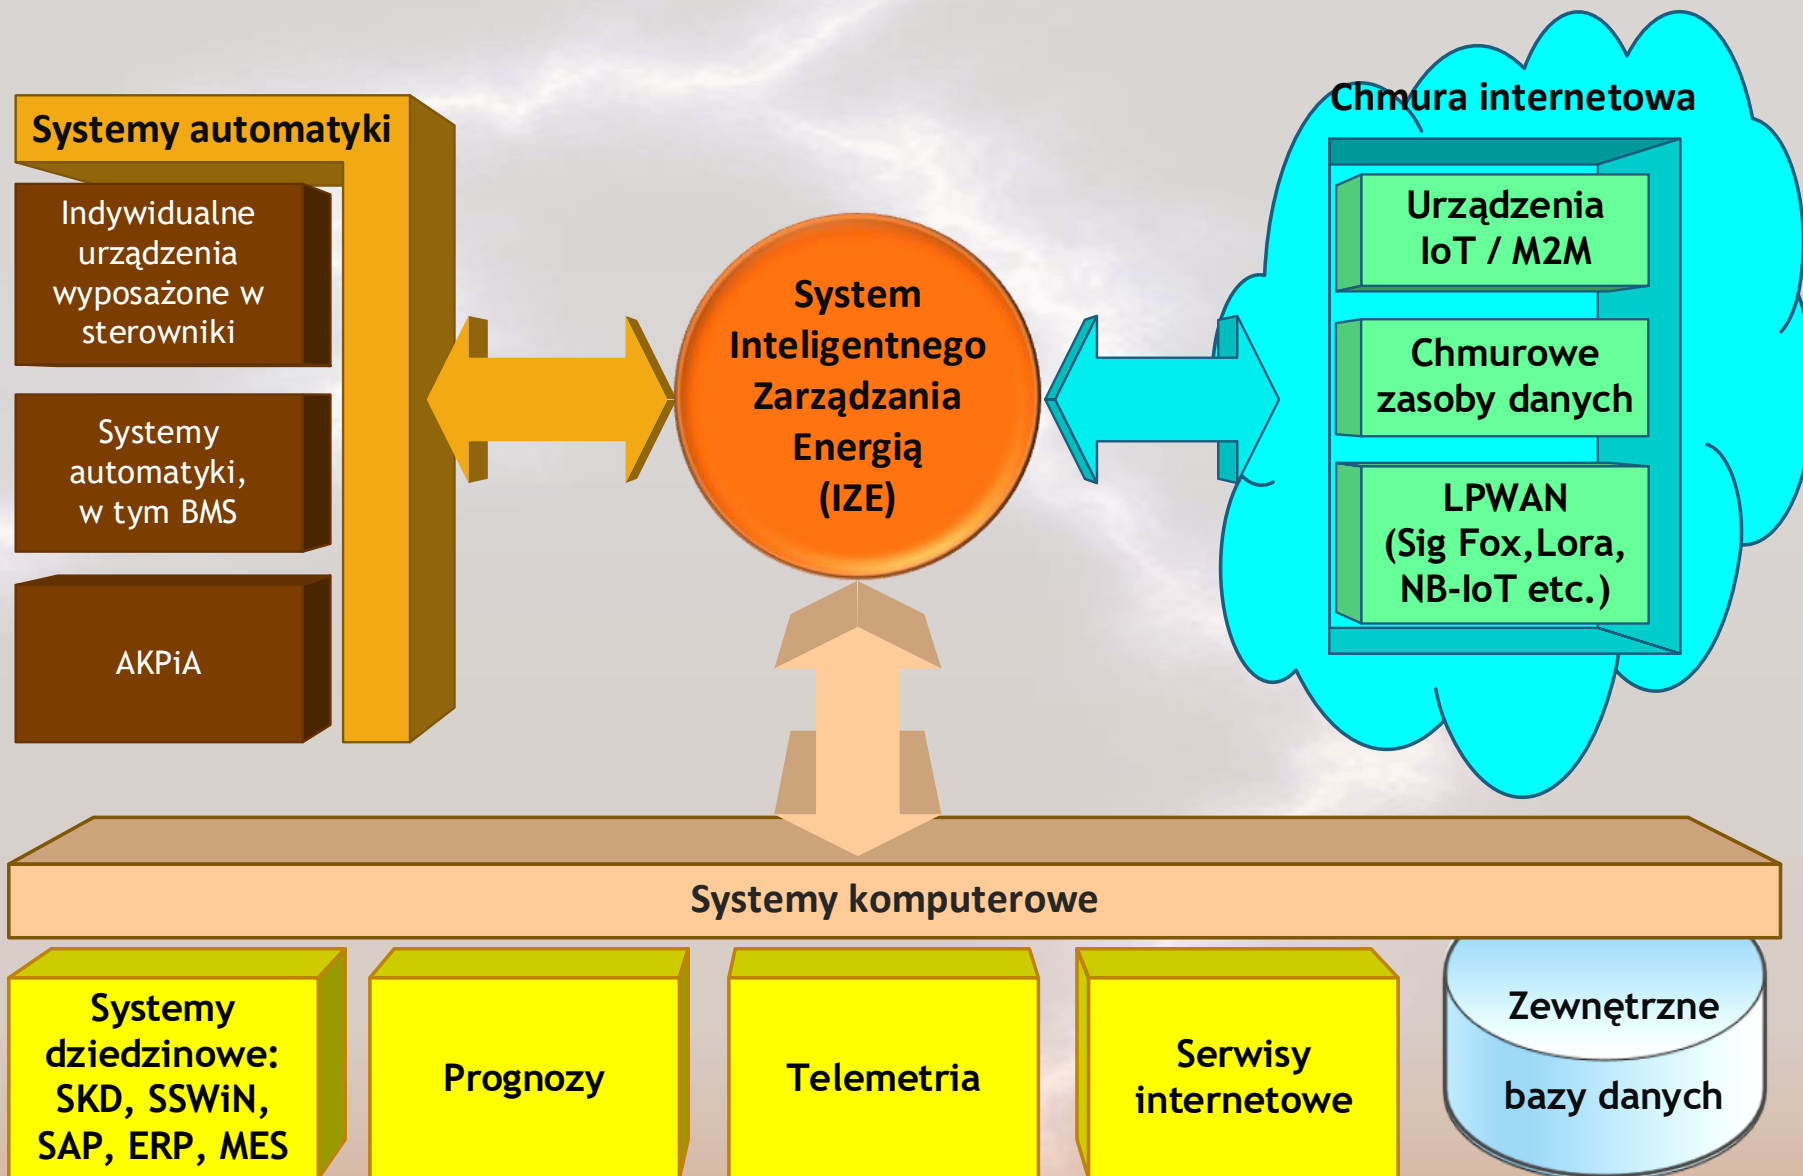 Systemy automatyki
Indywidualne
urządzenia
wyposażone w
sterowniki
Systemy
automatyki,
w tym BMS
AKPiA
System
Inteligentnego
Zarządzania
Energią
(IZE)
Chmura internetowa
Urządzenia
IoT / M2M
Chmurowe
zasoby danych
LPWAN
(Sig Fox,Lora,
NB-IoT etc.)
Systemy komputerowe
Systemy
dziedzinowe:
SKD, SSWiN,
SAP, ERP, MES
Prognozy
Telemetria
Serwisy
internetowe
Zewnętrzne
bazy danych